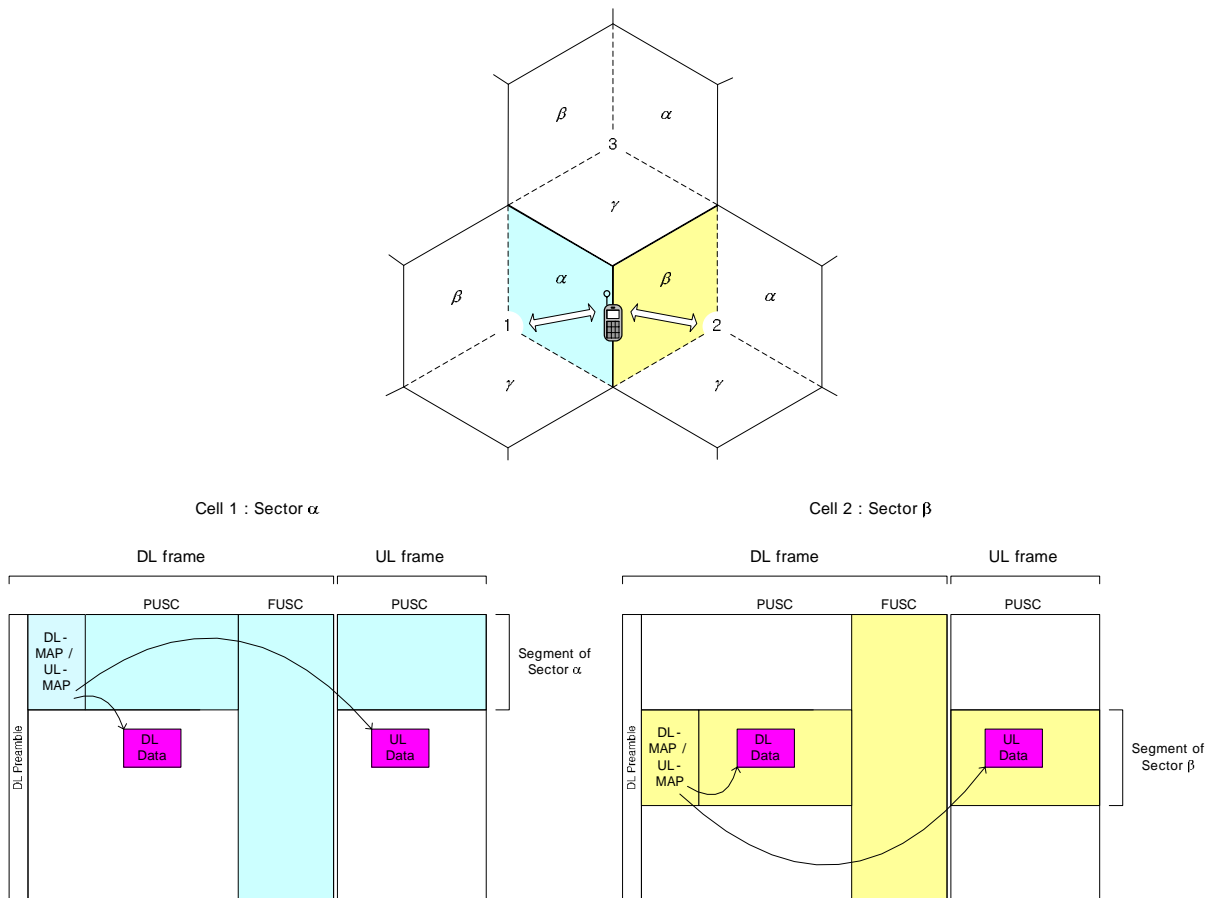 β
α
3
γ
α
β
β
α
1
2
γ
γ
Cell 1 : Sector α
Cell 2 : Sector β
DL frame
UL frame
DL frame
UL frame
PUSC
FUSC
PUSC
PUSC
FUSC
PUSC
DL-
MAP /
UL-
MAP
Segment of
Sector α
DL Preamble
DL
Data
UL
Data
DL-
MAP /
UL-
MAP
DL
Data
UL
Data
Segment of
Sector β
DL Preamble